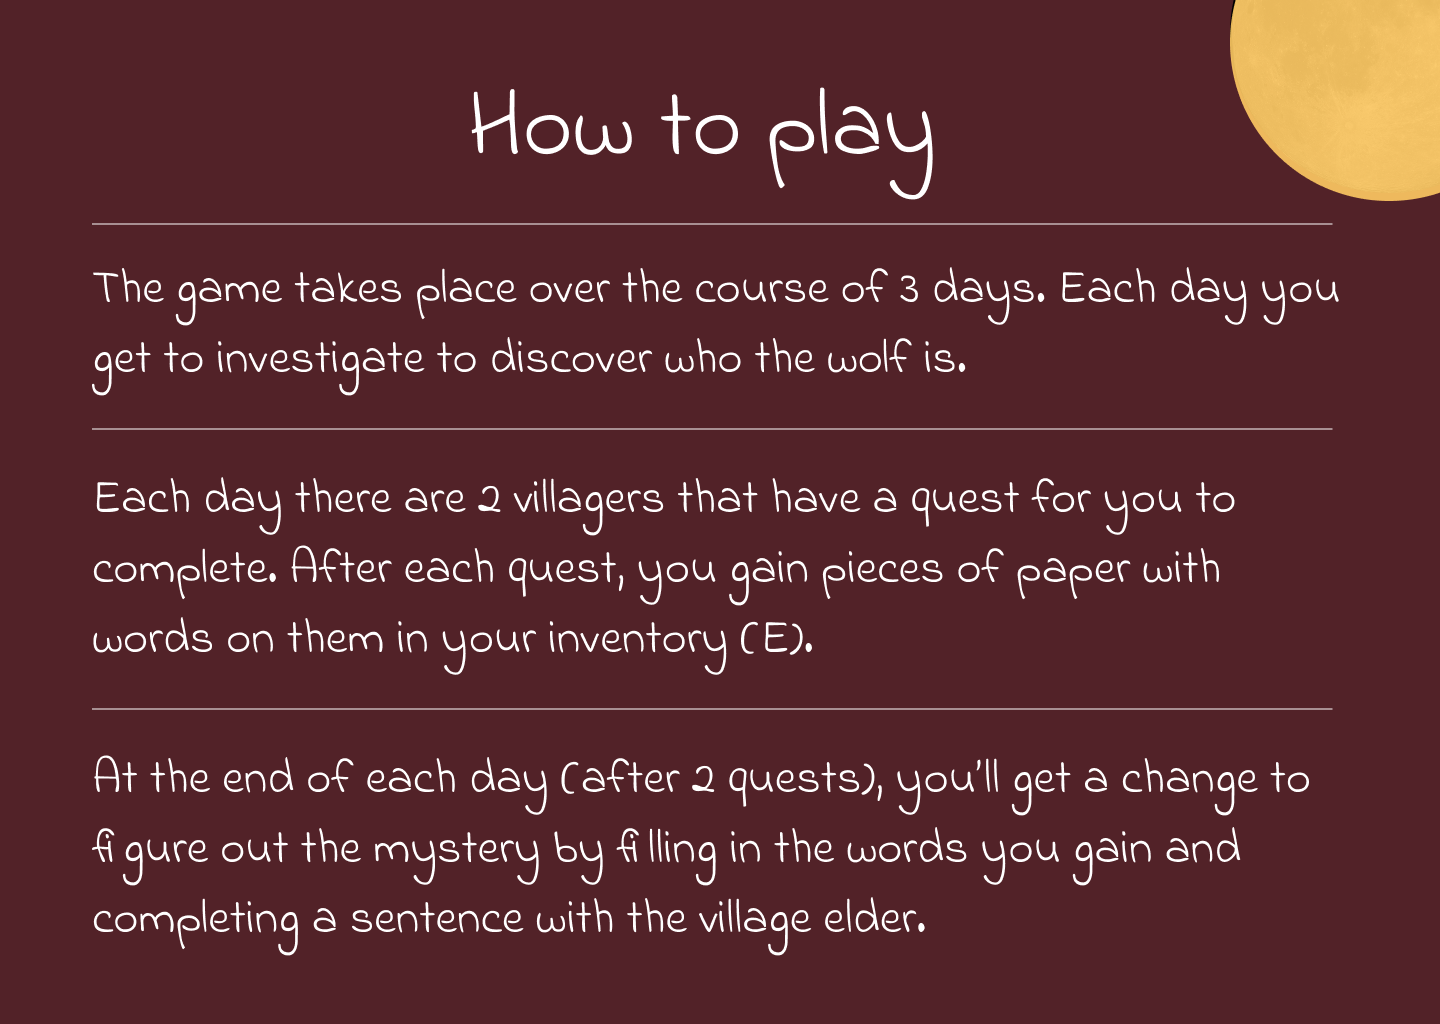 How to play
The game takes place over the course of 3 days. Each day you
get to investigate to discover who the wolf is.
Each day there are 2 villagers that have a quest for you to
complete. After each quest, you gain pieces of paper with
words on them in your inventory (E).
At the end of each day (after 2 quests), you'll get a change to
figure out the mystery by filling in the words you gain and
completing a sentence with the village elder.